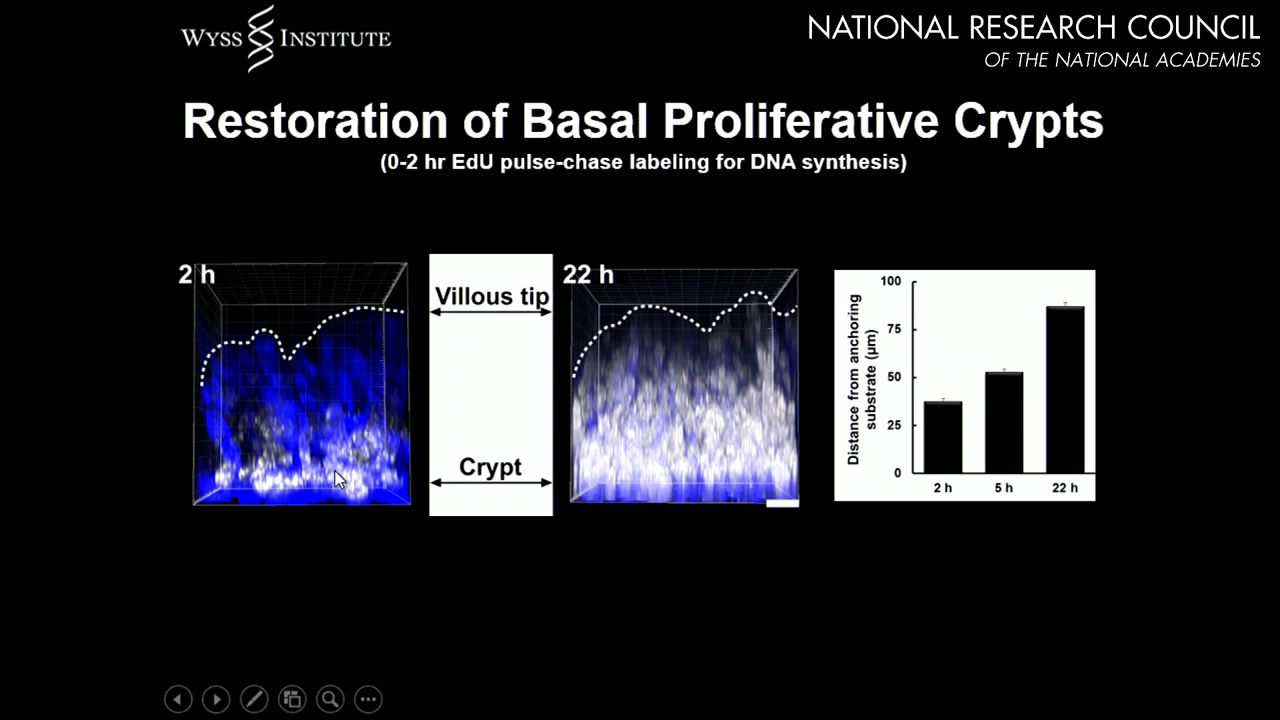 WYSS INSTITUTE
NATIONAL RESEARCH COUNCIL
OF THE NATIONAL ACADEMIES
Restoration of Basal Proliferative Crypts
(0-2 hr EdU pulse-chase labeling for DNA synthesis)
2 h
Villous tip
Crypt
22 h
Distance from anchoring
substrate (µm)
100
75
50
25
0
2 h
5 h
22 h